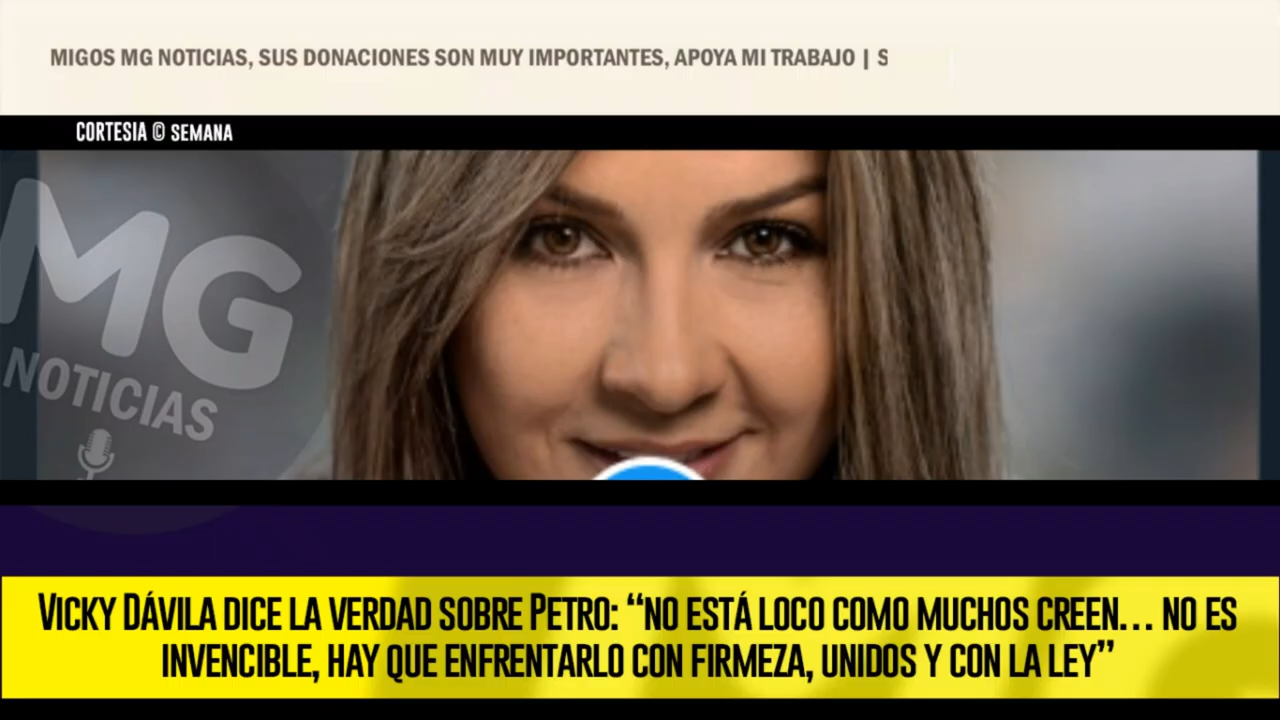 MIGOS MG NOTICIAS, SUS DONACIONES SON MUY IMPORTANTES, APOYA MI TRABAJO | S
CORTESIA © SEMANA
MG
NOTICIAS
VICKY DÁVILA DICE LA VERDAD SOBRE PETRO: “NO ESTÁ LOCO COMO MUCHOS CREEN... NO ES
INVENCIBLE, HAY QUE ENFRENTARLO CON FIRMEZA, UNIDOS Y CON LA LEY”